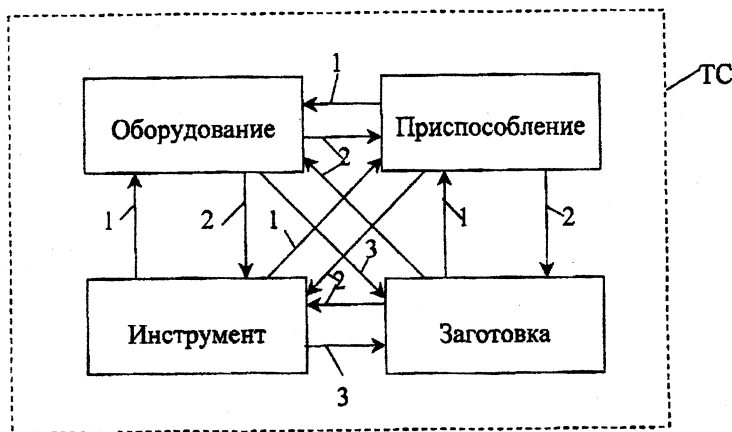 1
ТС
Оборудование
Приспособление
2
1
2
1
3
1
2
2
Инструмент
Заготовка
3